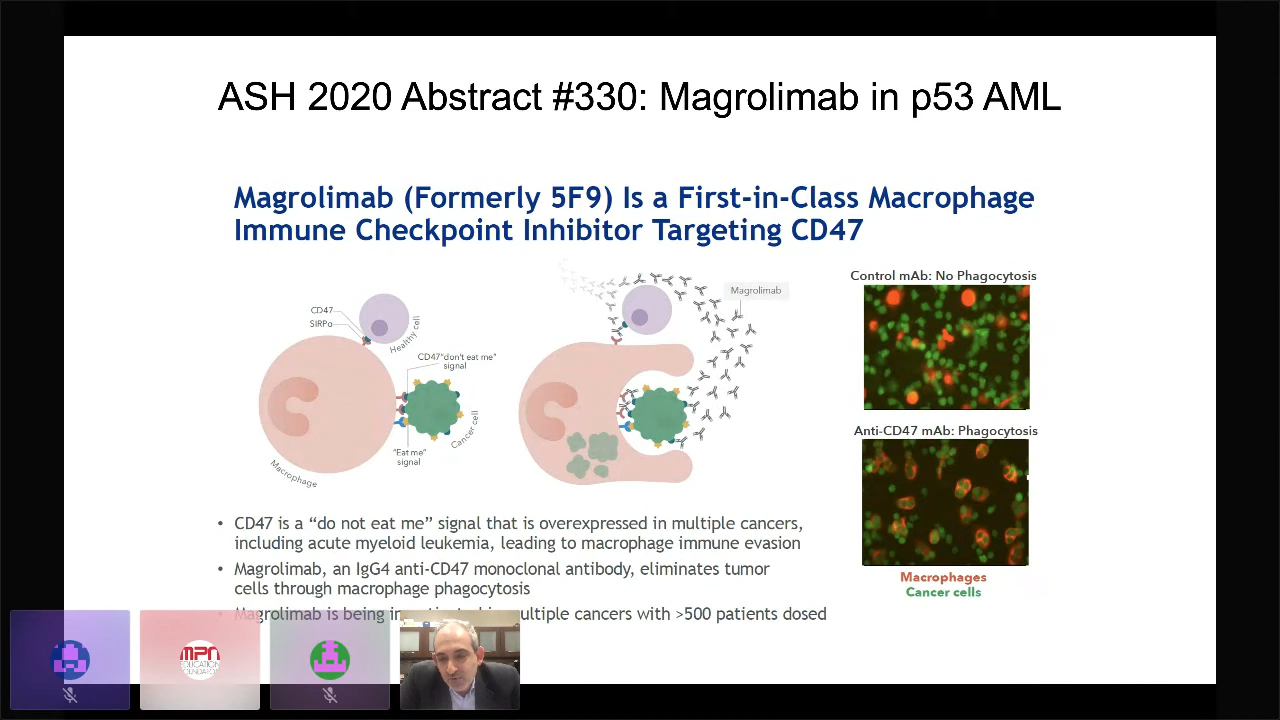 ASH 2020 Abstract #330: Magrolimab in p53 AML
Magrolimab (Formerly 5F9) Is a First-in-Class Macrophage
Immune Checkpoint Inhibitor Targeting CD47
CD47
SIRPα
Healthy cell
CD47"don't eat me"
signal
Cancer cell
"Eat me"
signal
Macrophage
Magrolimab
Control mAb: No Phagocytosis
Anti-CD47 mAb: Phagocytosis
Macrophages
Cancer cells
• CD47 is a “do not eat me” signal that is overexpressed in multiple cancers,
including acute myeloid leukemia, leading to macrophage immune evasion
• Magrolimab, an IgG4 anti-CD47 monoclonal antibody, eliminates tumor
cells through macrophage phagocytosis
Magrolimab is being multiple cancers with >500 patients dosed
MPN
EDUCATION
FOUNDATION